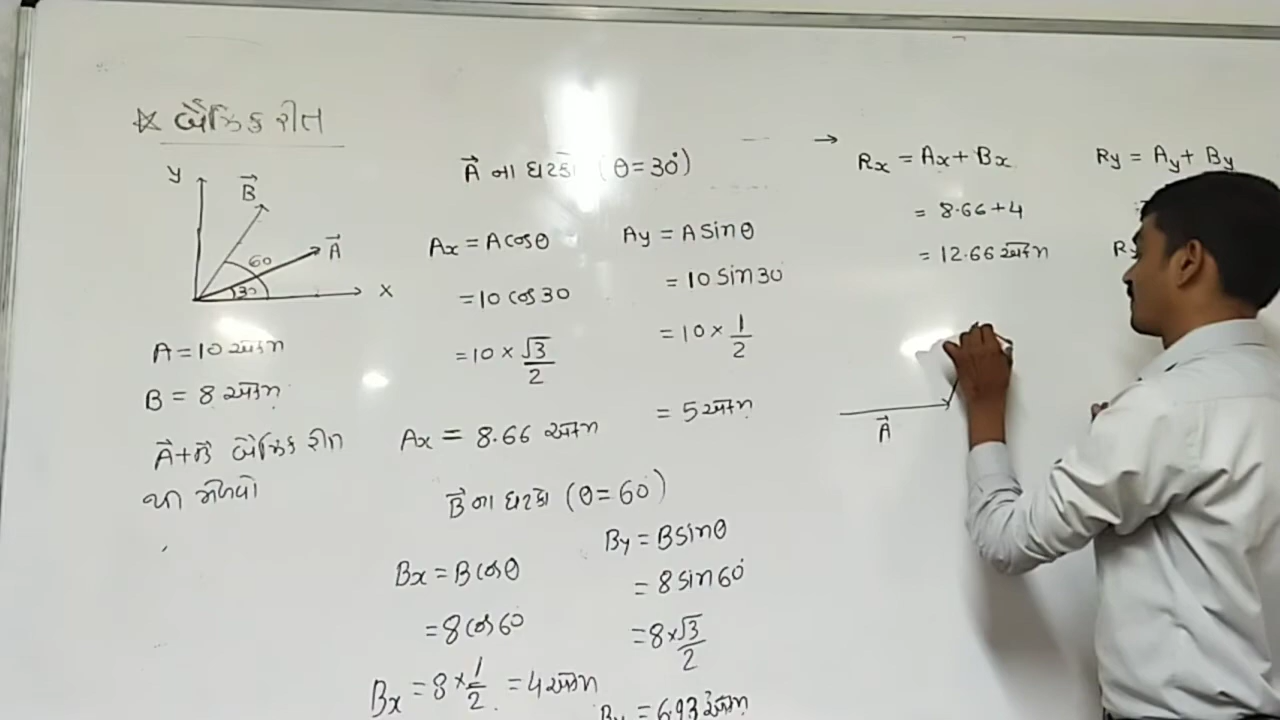 ☆ બૈજિક રીત
y
B⃗
A⃗
60
30
x
A = 10 એકમ
B = 8 એકમ
A⃗+B⃗ બૈજિક રીત
થી મેળવો
A⃗ ના ઘટકો (θ=30°)
Ax = A cosθ
= 10 cos 30
= 10 × √3/2
Ax = 8.66 એકમ
Ay = A sinθ
= 10 sin 30
= 10 × 1/2
= 5 એકમ
B⃗ ના ઘટકો (θ=60°)
Bx = B cosθ
= 8 cos 60
Bx = 8 × 1/2 = 4 એકમ
By = B sinθ
= 8 sin 60°
= 8 × √3/2
By = 6.93 એકમ
→ Rx = Ax + Bx
= 8.66 + 4
= 12.66 એકમ
Ry = Ay + By
A⃗